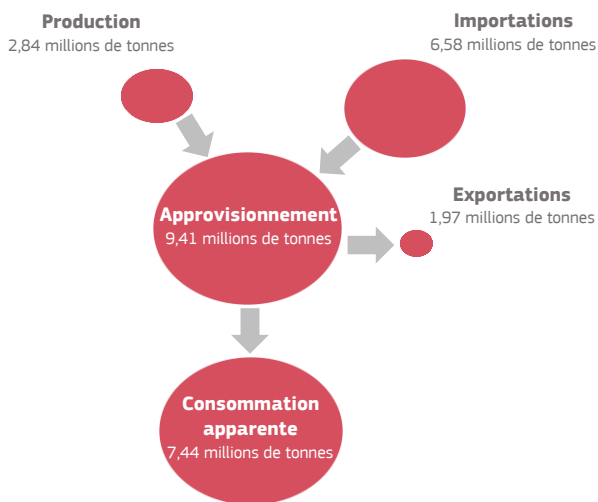 Production
2,84 millions de tonnes
Importations
6,58 millions de tonnes
Approvisionnement
9,41 millions de tonnes
Exportations
1,97 millions de tonnes
Consommation
apparente
7,44 millions de tonnes